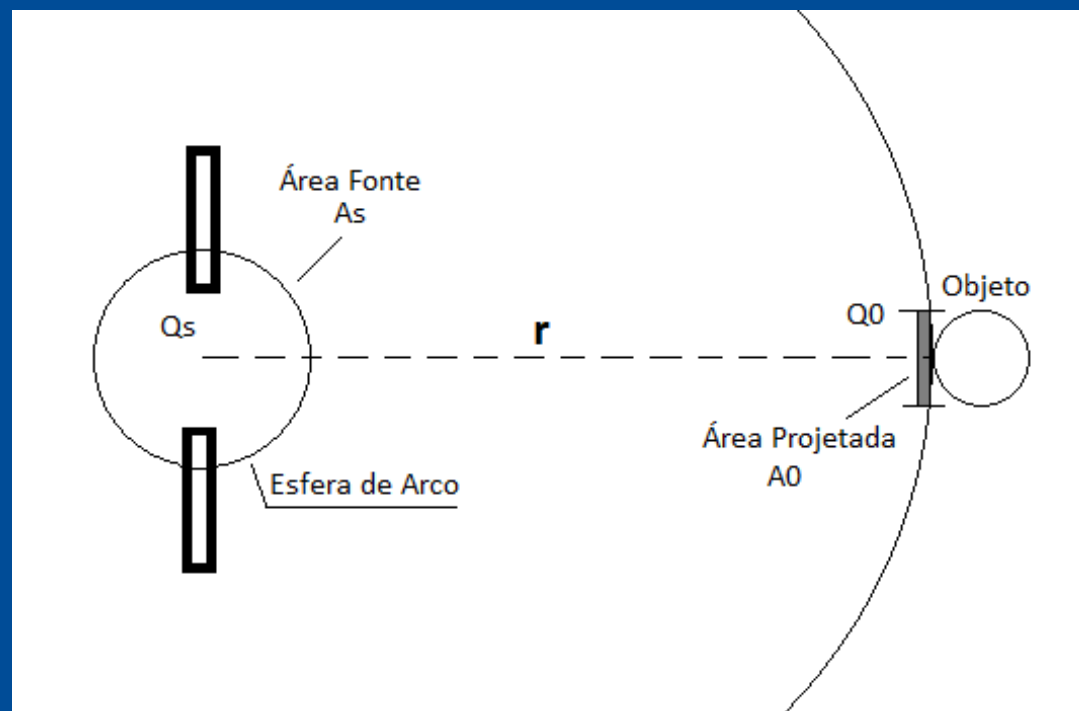 Área Fonte
As
Qs
r
Q0
Objeto
Área Projetada
A0
Esfera de Arco